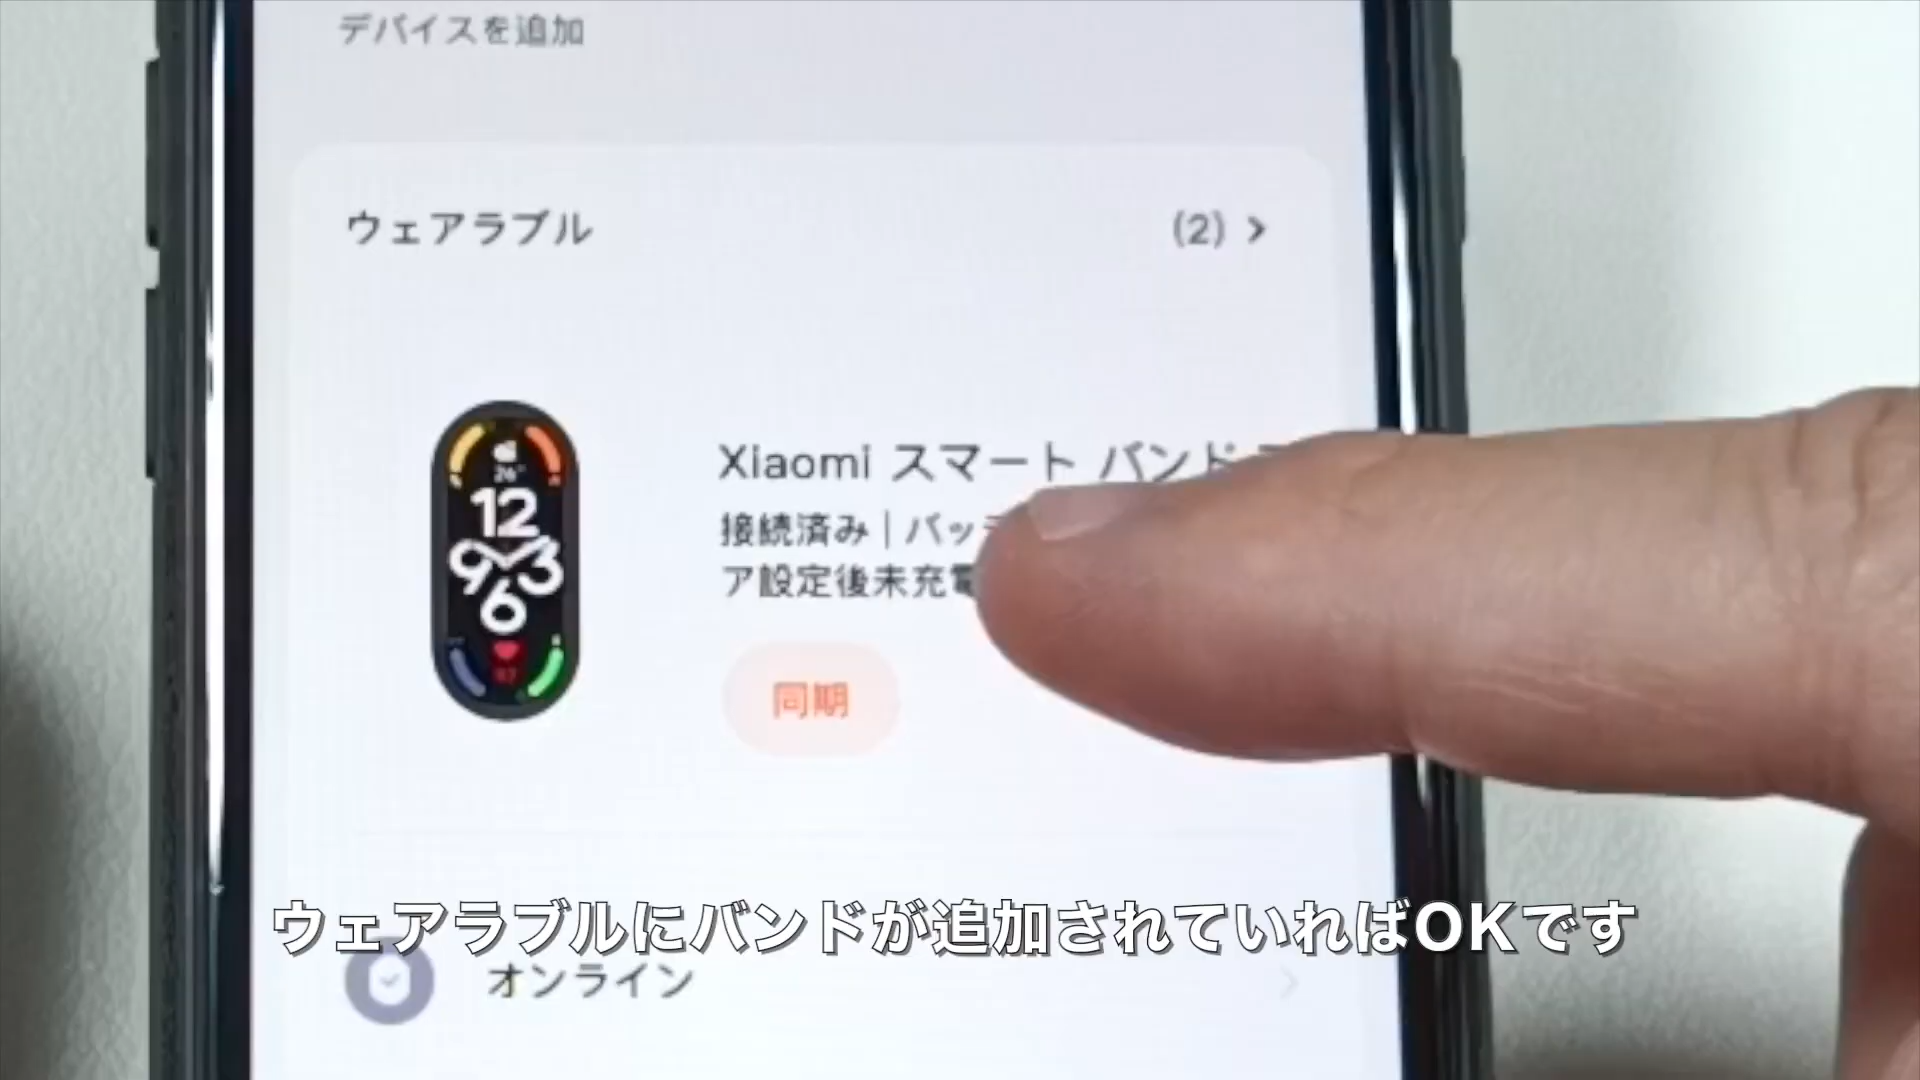 デバイスを追加
ウェアラブル
(2) >
26°
12
9 3
6
Xiaomi スマート バンド
接続済み | バッテ
ア設定後未充電
同期
ウェアラブルにバンドが追加されていればOKです
オンライン